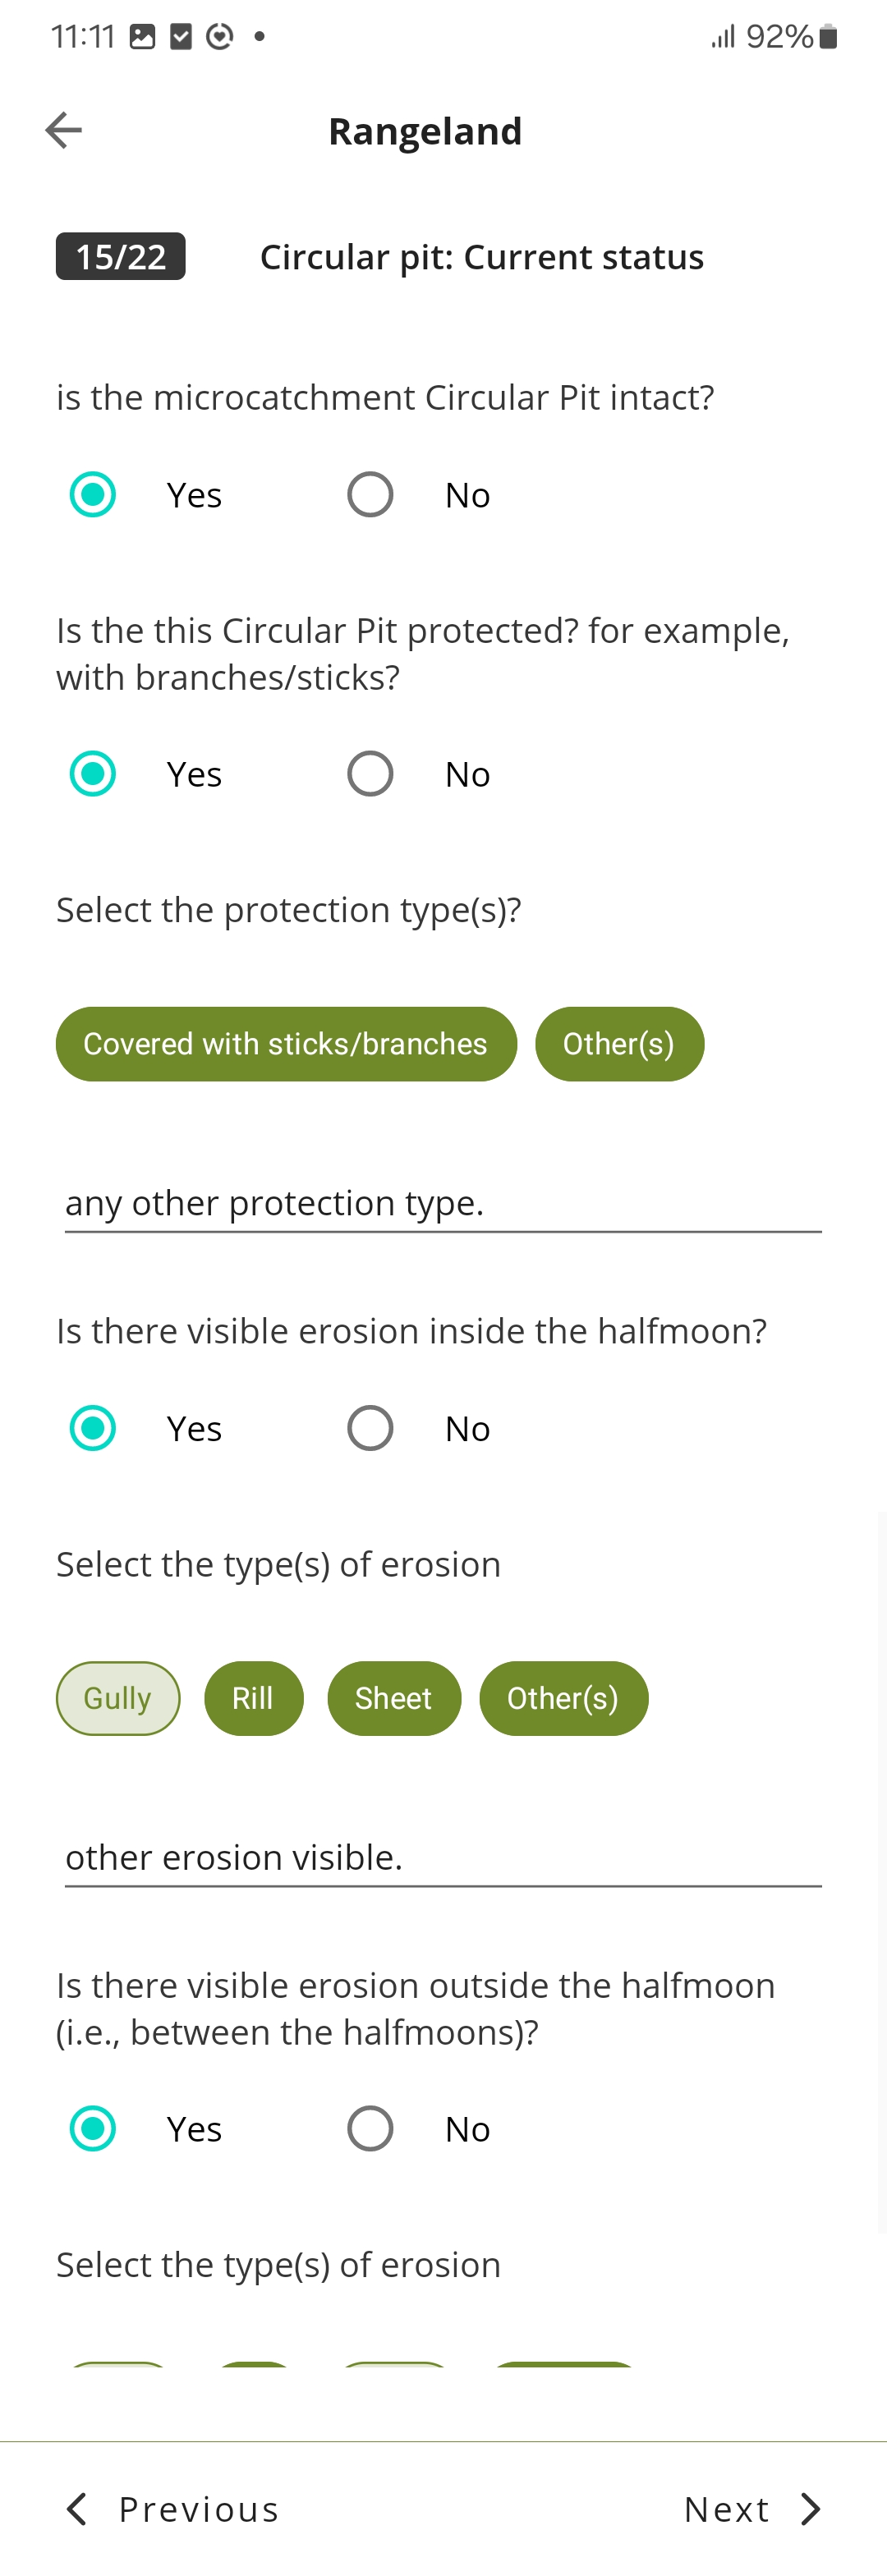 11:11 92%
Rangeland
15/22 Circular pit: Current status
is the microcatchment Circular Pit intact?
Yes No
Is the this Circular Pit protected? for example,
with branches/sticks?
Yes No
Select the protection type(s)?
Covered with sticks/branches Other(s)
any other protection type.
Is there visible erosion inside the halfmoon?
Yes No
Select the type(s) of erosion
Gully Rill Sheet Other(s)
other erosion visible.
Is there visible erosion outside the halfmoon
(i.e., between the halfmoons)?
Yes No
Select the type(s) of erosion
Previous Next